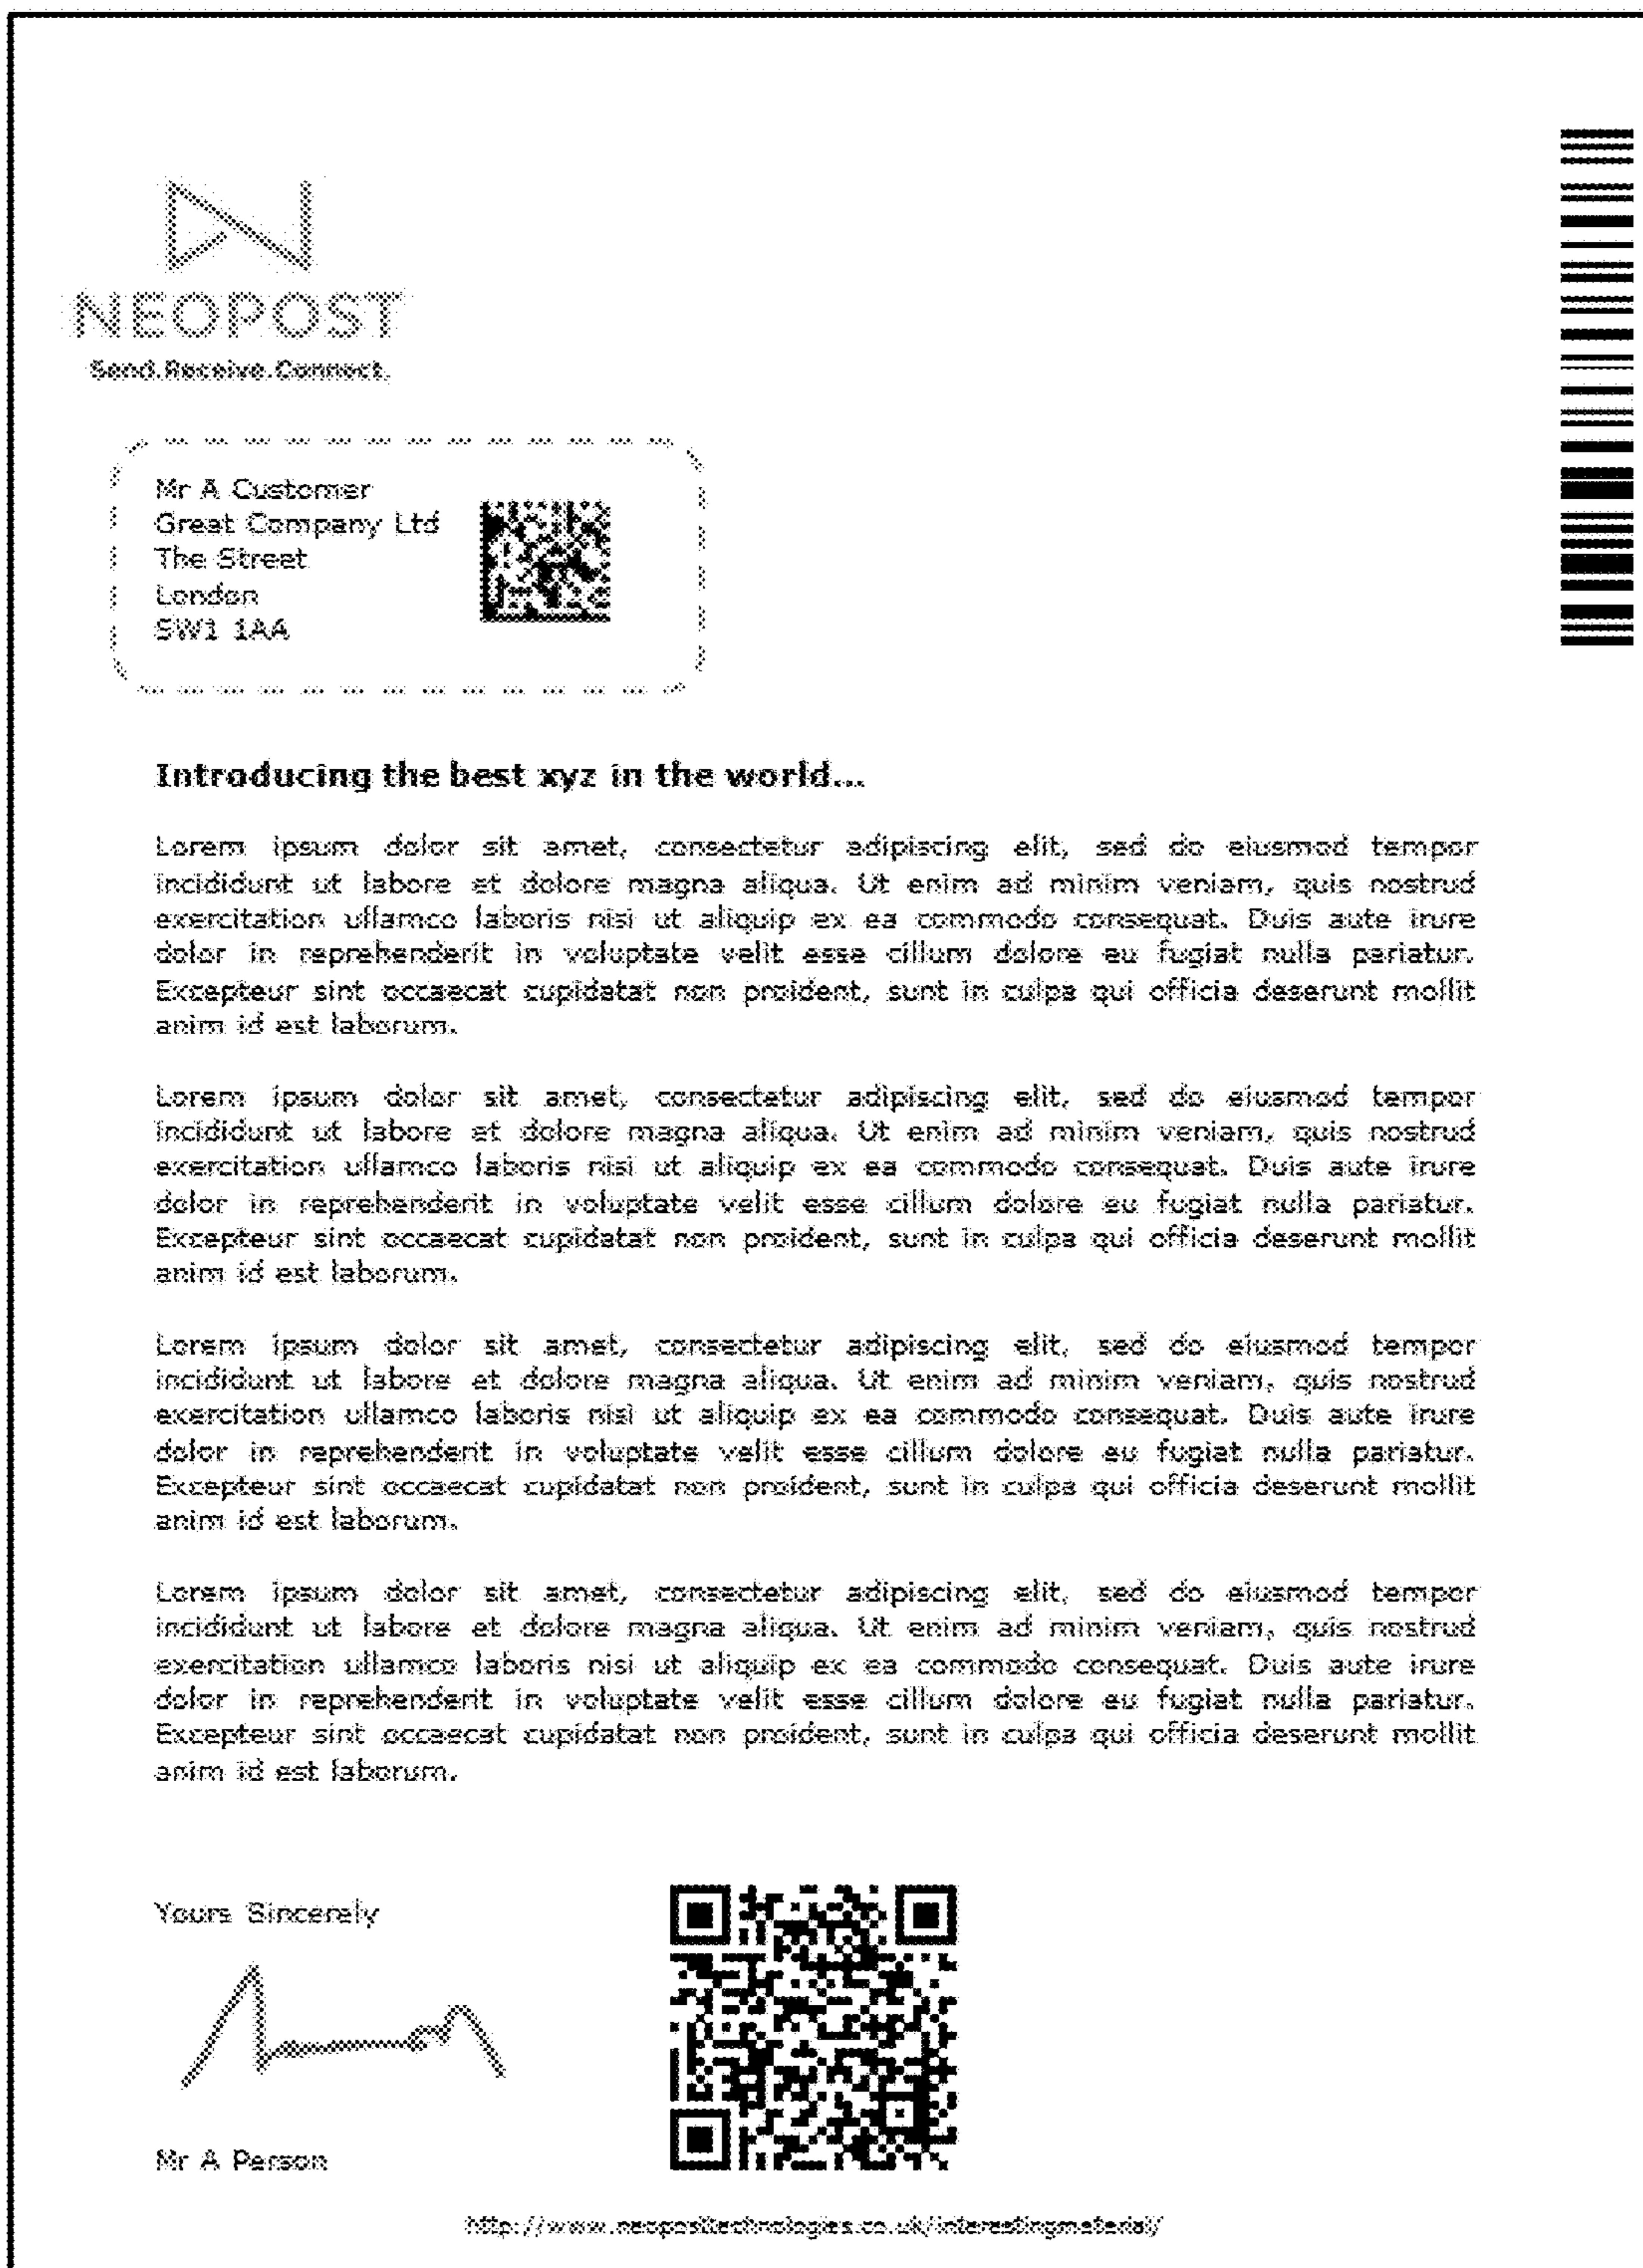 NEOPOST
Send.Receive.Connect.
Mr A Customer
Great Company Ltd
The Street
London
SW1 1AA
Introducing the best xyz in the world...
Lorem ipsum dolor sit amet, consectetur adipiscing elit, sed do eiusmod tempor
incididunt ut labore et dolore magna aliqua. Ut enim ad minim veniam, quis nostrud
exercitation ullamco laboris nisi ut aliquip ex ea commodo consequat. Duis aute irure
dolor in reprehenderit in voluptate velit esse cillum dolore eu fugiat nulla pariatur.
Excepteur sint occaecat cupidatat non proident, sunt in culpa qui officia deserunt mollit
anim id est laborum.
Lorem ipsum dolor sit amet, consectetur adipiscing elit, sed do eiusmod tempor
incididunt ut labore et dolore magna aliqua. Ut enim ad minim veniam, quis nostrud
exercitation ullamco laboris nisi ut aliquip ex ea commodo consequat. Duis aute irure
dolor in reprehenderit in voluptate velit esse cillum dolore eu fugiat nulla pariatur.
Excepteur sint occaecat cupidatat non proident, sunt in culpa qui officia deserunt mollit
anim id est laborum.
Lorem ipsum dolor sit amet, consectetur adipiscing elit, sed do eiusmod tempor
incididunt ut labore et dolore magna aliqua. Ut enim ad minim veniam, quis nostrud
exercitation ullamco laboris nisi ut aliquip ex ea commodo consequat. Duis aute irure
dolor in reprehenderit in voluptate velit esse cillum dolore eu fugiat nulla pariatur.
Excepteur sint occaecat cupidatat non proident, sunt in culpa qui officia deserunt mollit
anim id est laborum.
Lorem ipsum dolor sit amet, consectetur adipiscing elit, sed do eiusmod tempor
incididunt ut labore et dolore magna aliqua. Ut enim ad minim veniam, quis nostrud
exercitation ullamco laboris nisi ut aliquip ex ea commodo consequat. Duis aute irure
dolor in reprehenderit in voluptate velit esse cillum dolore eu fugiat nulla pariatur.
Excepteur sint occaecat cupidatat non proident, sunt in culpa qui officia deserunt mollit
anim id est laborum.
Yours Sincerely
Mr A Person
http://www.neoposttechnologies.co.uk/interestingmaterial/